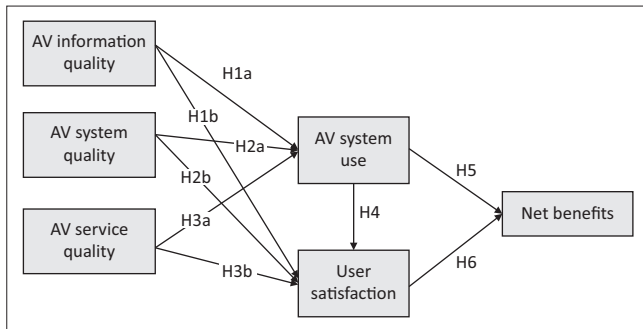 AV information
quality
H1a
H1b
AV system
quality
H2a
AV system
use
H5
H2b
Net benefits
AV service
quality
H3a
H4
H3b
User
satisfaction
H6